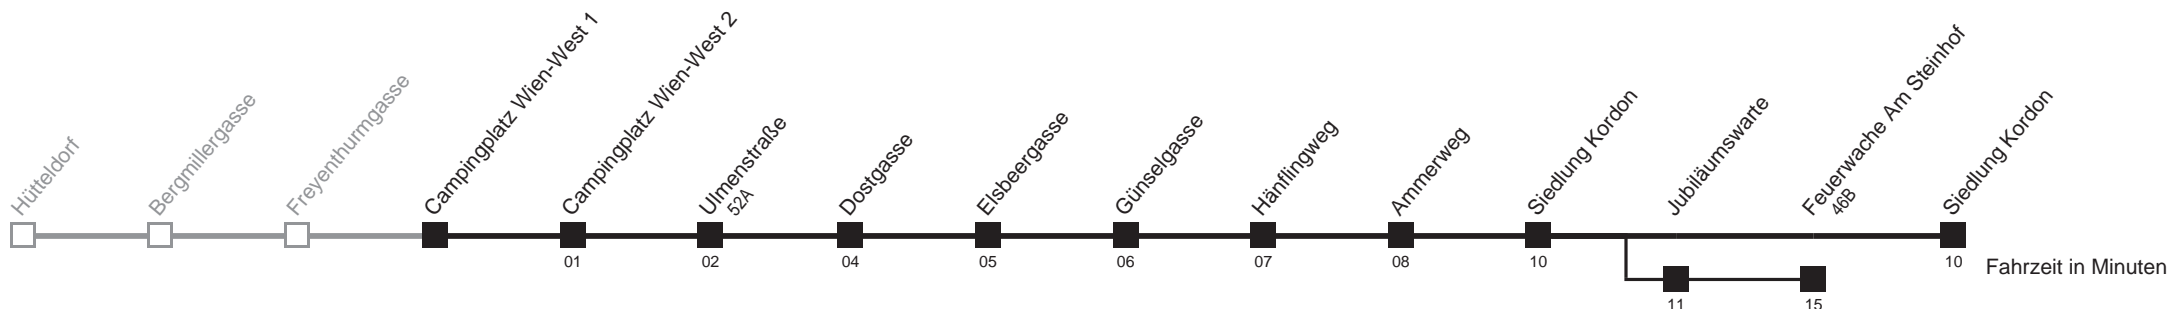 Hütteldorf
Bergmillergasse
Freyenthurmgasse
Campingplatz Wien-West 1
Campingplatz Wien-West 2
Ulmenstraße
52A
Dostgasse
Elsbeergasse
Günselgasse
Hänflingweg
Ammerweg
Siedlung Kordon
Jubiläumswarte
Feuerwache Am Steinhof
46B
Siedlung Kordon
01
02
04
05
06
07
08
10
10
Fahrzeit in Minuten
11
15